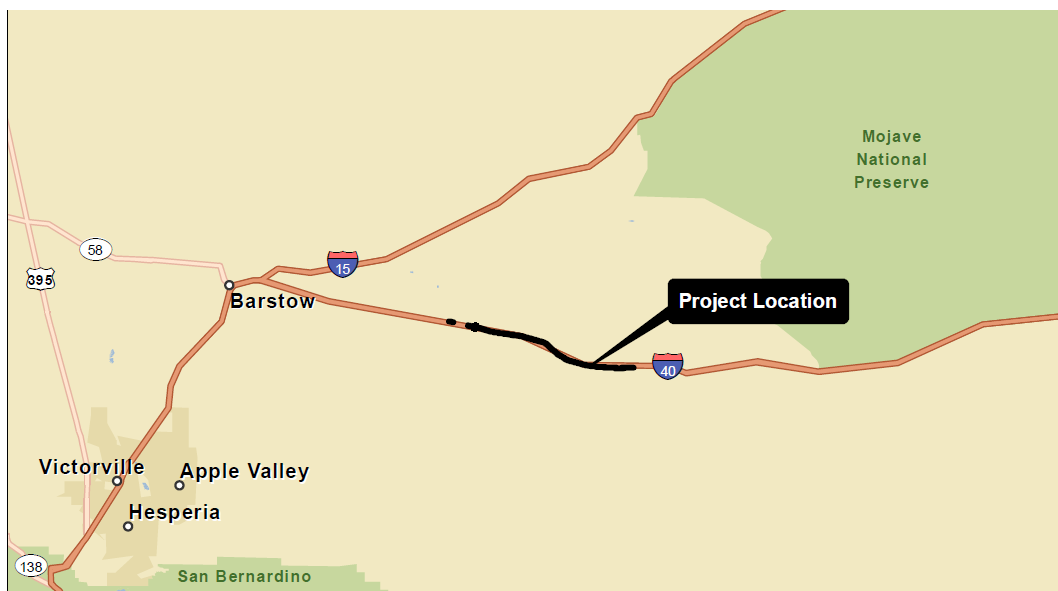 Mojave
National
Preserve
58
15
395
Barstow
Project Location
40
Victorville
Apple Valley
Hesperia
138
San Bernardino